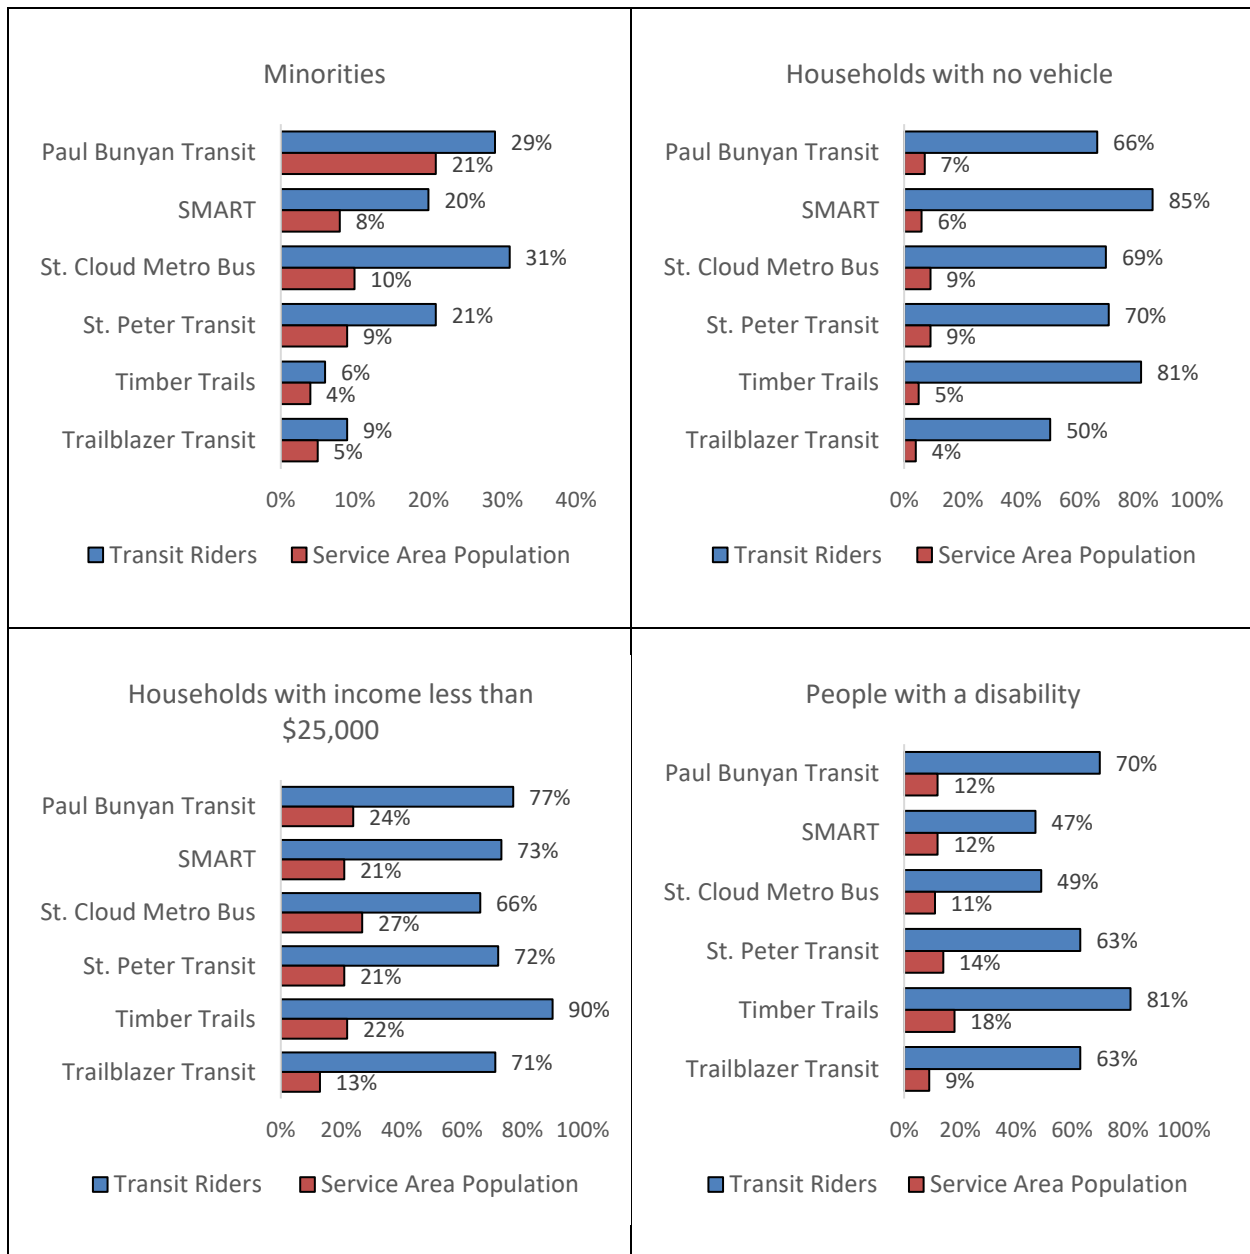 Minorities
Paul Bunyan Transit 29%
21%
SMART 20%
8%
St. Cloud Metro Bus 31%
10%
St. Peter Transit 21%
9%
Timber Trails 6%
4%
Trailblazer Transit 9%
5%
0% 10% 20% 30% 40%
Transit Riders Service Area Population
Households with no vehicle
Paul Bunyan Transit 66%
7%
SMART 85%
6%
St. Cloud Metro Bus 69%
9%
St. Peter Transit 70%
9%
Timber Trails 81%
5%
Trailblazer Transit 50%
4%
0% 20% 40% 60% 80% 100%
Transit Riders Service Area Population
Households with income less than
$25,000
Paul Bunyan Transit 77%
24%
SMART 73%
21%
St. Cloud Metro Bus 66%
27%
St. Peter Transit 72%
21%
Timber Trails 90%
22%
Trailblazer Transit 71%
13%
0% 20% 40% 60% 80% 100%
Transit Riders Service Area Population
People with a disability
Paul Bunyan Transit 70%
12%
SMART 47%
12%
St. Cloud Metro Bus 49%
11%
St. Peter Transit 63%
14%
Timber Trails 81%
18%
Trailblazer Transit 63%
9%
0% 20% 40% 60% 80% 100%
Transit Riders Service Area Population